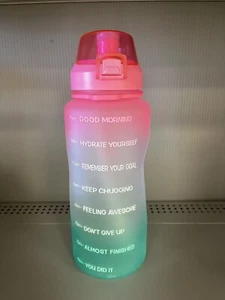 GOOD MORNING
HYDRATE YOURSELF
REMEMBER YOUR GOAL
KEEP CHUGGING
FEELING AWESOME
DON'T GIVE UP
ALMOST FINISHED
YOU DID IT